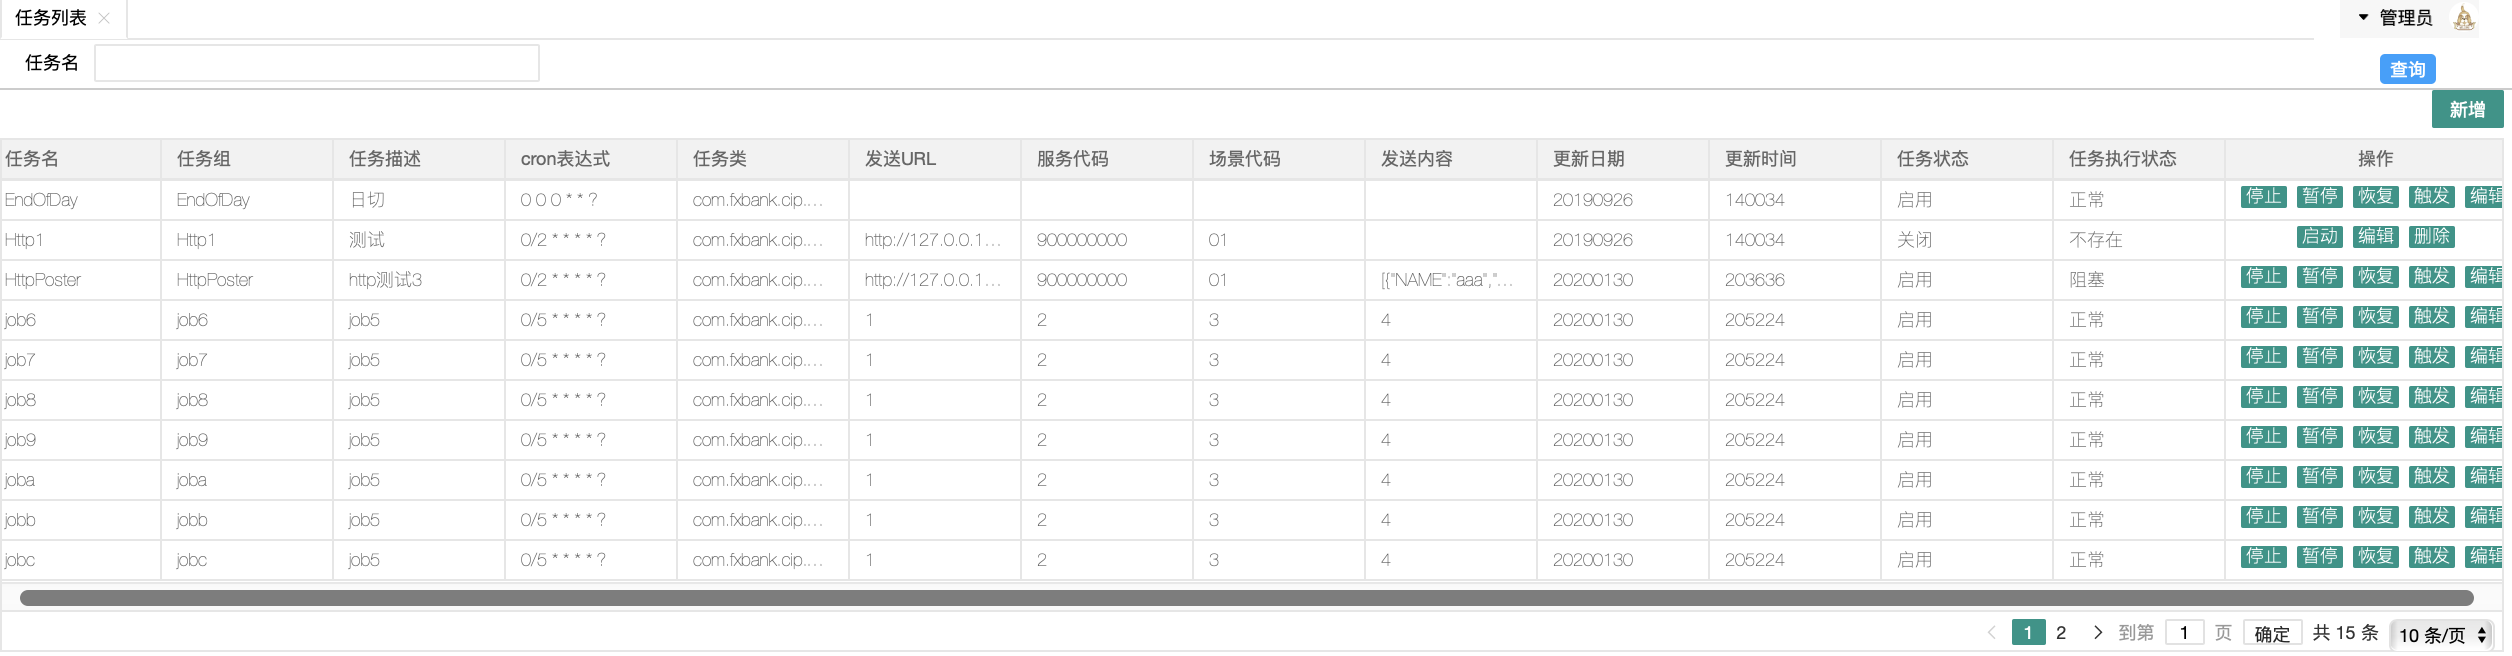 任务列表 × 管理员
任务名 查询
新增
任务名 任务组 任务描述 cron表达式 任务类 发送URL 服务代码 场景代码 发送内容 更新日期 更新时间 任务状态 任务执行状态 操作
EndOfDay EndOfDay 日切 0 0 0 * * ? com.fxbank.cip.... 20190926 140034 启用 正常 停止 暂停 恢复 触发 编辑
Http1 Http1 测试 0/2 * * * * ? com.fxbank.cip.... http://127.0.0.1... 900000000 01 20190926 140034 关闭 不存在 启动 编辑 删除
HttpPoster HttpPoster http测试3 0/2 * * * * ? com.fxbank.cip.... http://127.0.0.1... 900000000 01 [{"NAME":"aaa","... 20200130 203636 启用 阻塞 停止 暂停 恢复 触发 编辑
job6 job6 job5 0/5 * * * * ? com.fxbank.cip.... 1 2 3 4 20200130 205224 启用 正常 停止 暂停 恢复 触发 编辑
job7 job7 job5 0/5 * * * * ? com.fxbank.cip.... 1 2 3 4 20200130 205224 启用 正常 停止 暂停 恢复 触发 编辑
job8 job8 job5 0/5 * * * * ? com.fxbank.cip.... 1 2 3 4 20200130 205224 启用 正常 停止 暂停 恢复 触发 编辑
job9 job9 job5 0/5 * * * * ? com.fxbank.cip.... 1 2 3 4 20200130 205224 启用 正常 停止 暂停 恢复 触发 编辑
joba joba job5 0/5 * * * * ? com.fxbank.cip.... 1 2 3 4 20200130 205224 启用 正常 停止 暂停 恢复 触发 编辑
jobb jobb job5 0/5 * * * * ? com.fxbank.cip.... 1 2 3 4 20200130 205224 启用 正常 停止 暂停 恢复 触发 编辑
jobc jobc job5 0/5 * * * * ? com.fxbank.cip.... 1 2 3 4 20200130 205224 启用 正常 停止 暂停 恢复 触发 编辑
< 1 2 > 到第 1 页 确定 共 15 条 10 条/页